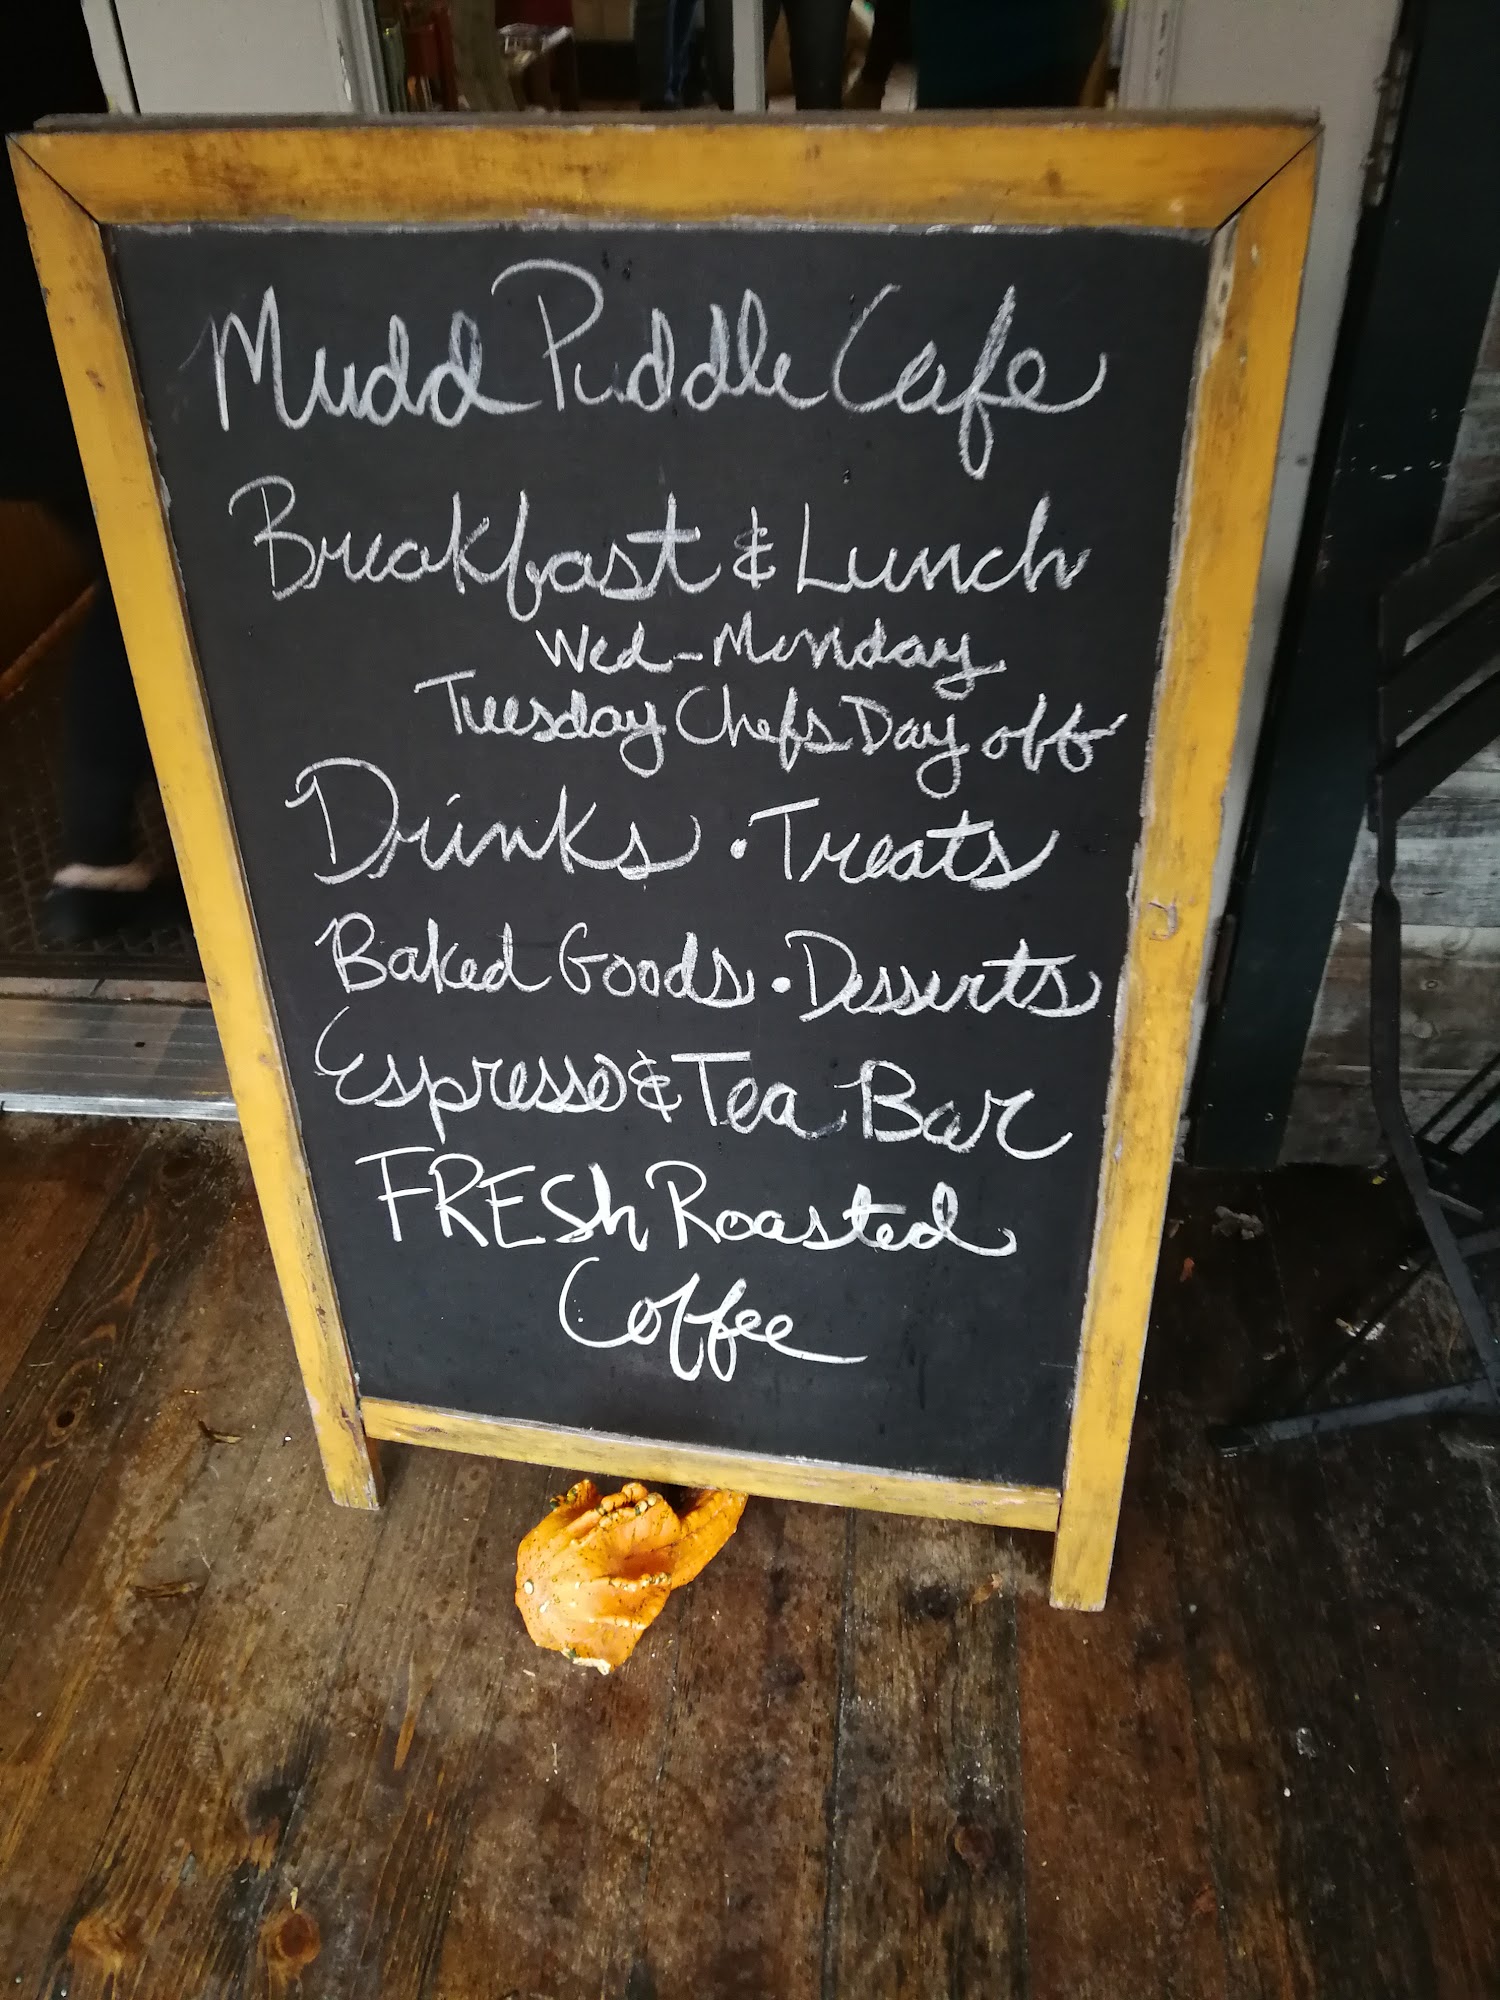 Mudd Puddle Cafe
Breakfast & Lunch
Wed-Monday
Tuesday Chefs Day off
Drinks • Treats
Baked Goods • Desserts
Espresso & Tea Bar
FRESh Roasted
Coffee